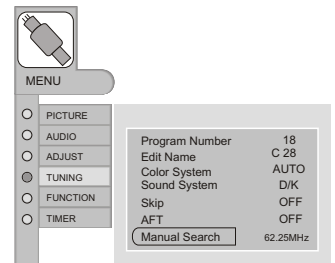 MENU
PICTURE
AUDIO
ADJUST
TUNING
FUNCTION
TIMER
Program Number 18
Edit Name C 28
Color System AUTO
Sound System D/K
Skip OFF
AFT OFF
Manual Search 62.25MHz